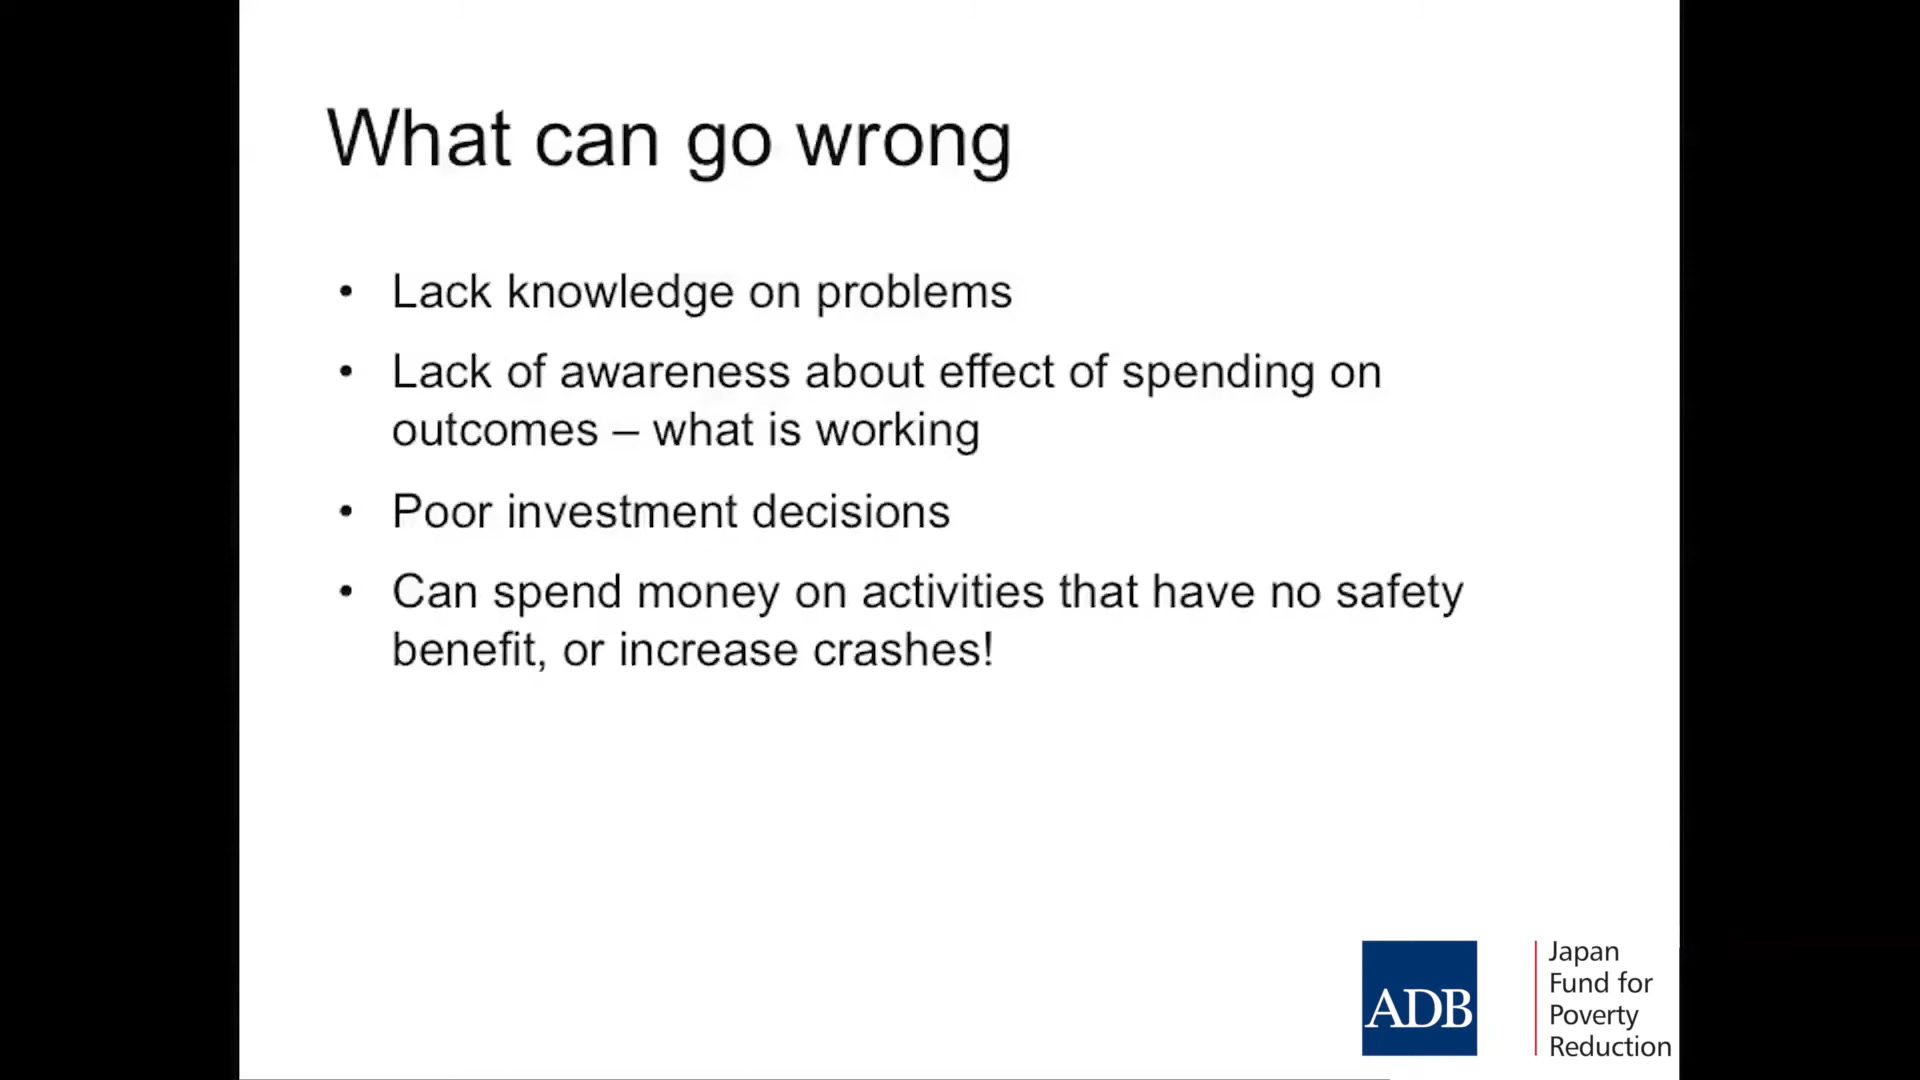 What can go wrong
• Lack knowledge on problems
• Lack of awareness about effect of spending on
outcomes – what is working
• Poor investment decisions
• Can spend money on activities that have no safety
benefit, or increase crashes!
ADB
Japan
Fund for
Poverty
Reduction